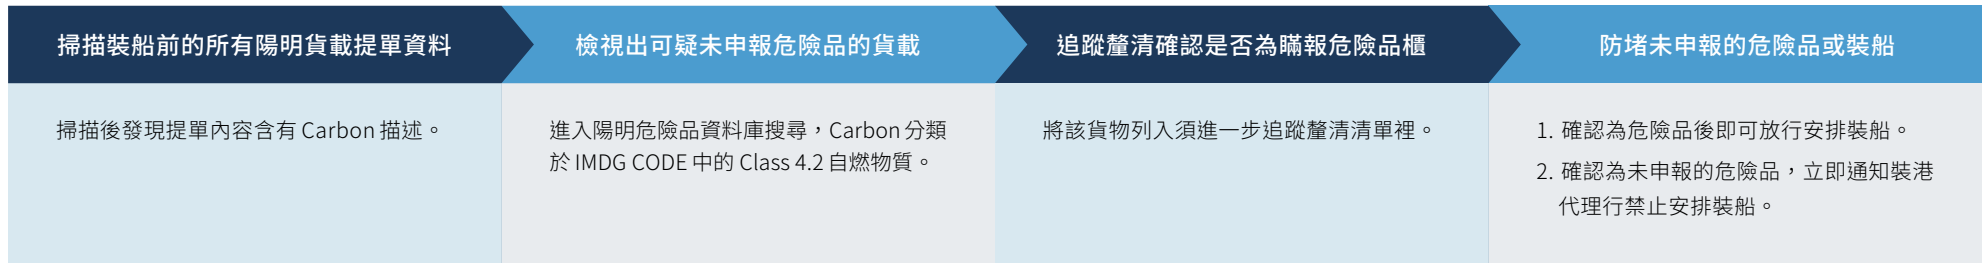 掃描裝船前的所有陽明貨載提單資料
檢視出可疑未申報危險品的貨載
追蹤釐清確認是否為瞞報危險品櫃
防堵未申報的危險品或裝船
掃描後發現提單內容含有 Carbon 描述。
進入陽明危險品資料庫搜尋，Carbon 分類
於 IMDG CODE 中的 Class 4.2 自燃物質。
將該貨物列入須進一步追蹤釐清清單裡。
1. 確認為危險品後即可放行安排裝船。
2. 確認為未申報的危險品，立即通知裝港
代理行禁止安排裝船。